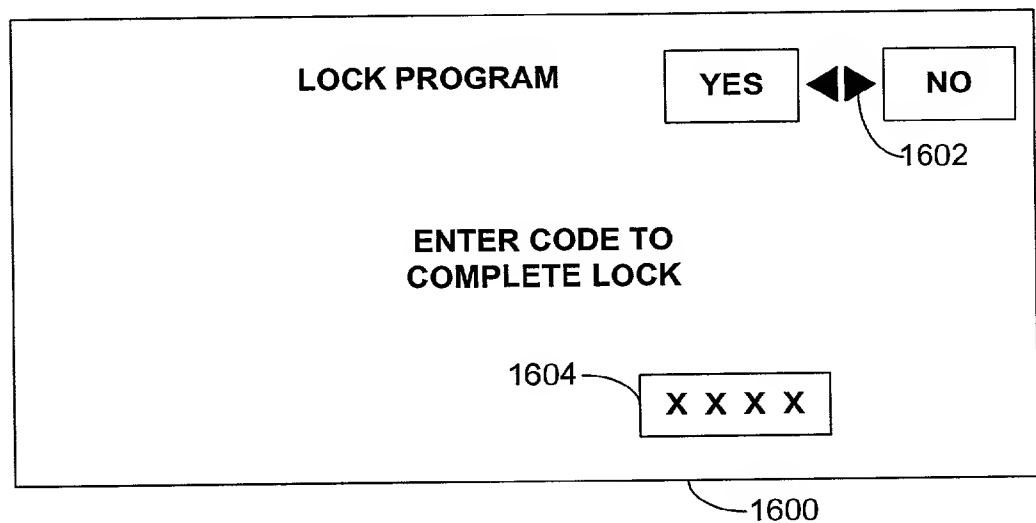 LOCK PROGRAM YES NO
1602
ENTER CODE TO
COMPLETE LOCK
1604
X X X X
1600